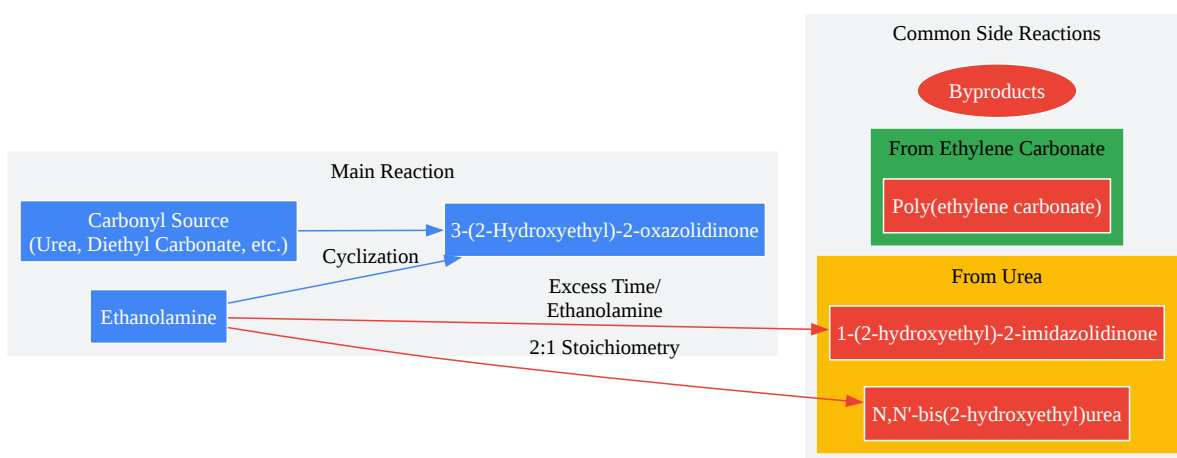 Main Reaction
Carbonyl Source
(Urea, Diethyl Carbonate, etc.)
3-(2-Hydroxyethyl)-2-oxazolidinone
Cyclization
Ethanolamine
Excess Time/
Ethanolamine
2:1 Stoichiometry
Common Side Reactions
Byproducts
From Ethylene Carbonate
Poly(ethylene carbonate)
From Urea
1-(2-hydroxyethyl)-2-imidazolidinone
N,N'-bis(2-hydroxyethyl)urea